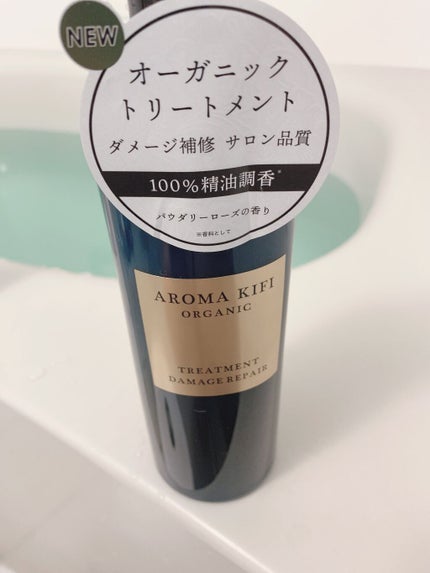 NEW
オーガニック
トリートメント
ダメージ補修 サロン品質
100%精油調香*
パウダリーローズの香り
※香料として
AROMA KIFI
ORGANIC
TREATMENT
DAMAGE REPAIR